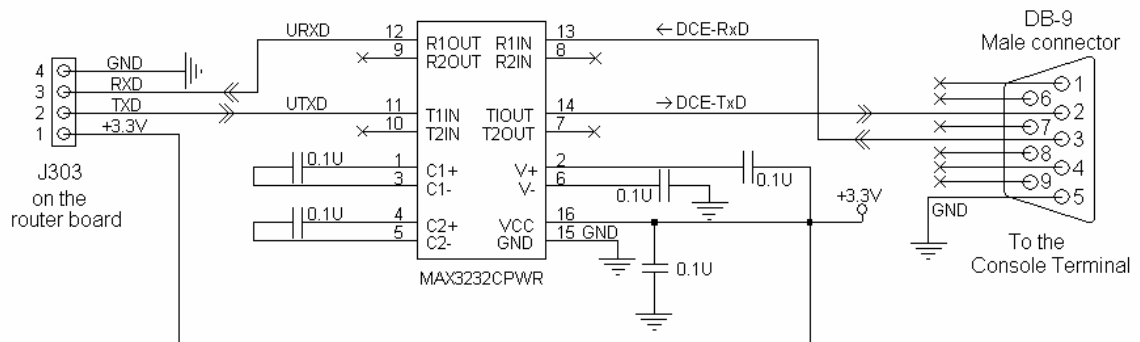 DB-9
Male connector
URXD 12 R1OUT R1IN 13 ←DCE-RxD
9 R2OUT R2IN 8
4 GND
3 RXD
2 TXD UTXD 11 T1IN TIOUT 14 →DCE-TxD
10 T2IN T2OUT 7
1 +3.3V
J303
on the
router board
0.1U 1 C1+ V+ 2 0.1U
3 C1- V- 6 0.1U
0.1U 4 C2+ VCC 16 +3.3V
5 C2- GND 15 GND
0.1U
MAX3232CPWR
1
6
2
7
3
8
4
9
5
GND
To the
Console Terminal